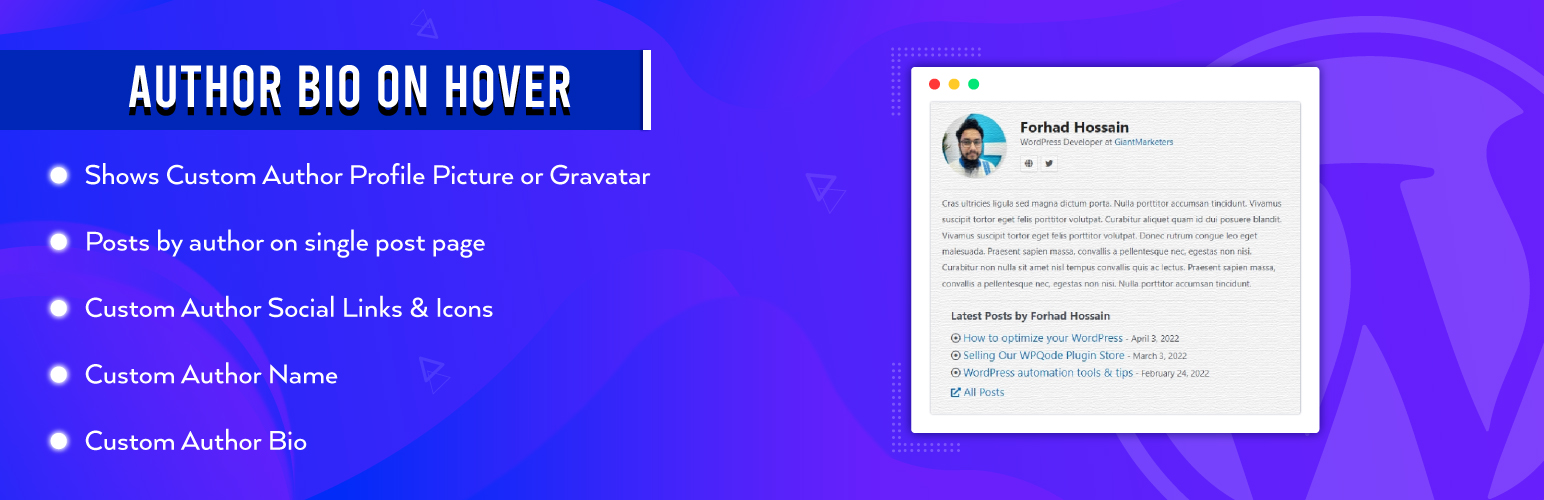 AUTHOR BIO ON HOVER
Shows Custom Author Profile Picture or Gravatar
Posts by author on single post page
Custom Author Social Links & Icons
Custom Author Name
Custom Author Bio
Forhad Hossain
WordPress Developer at GiantMarketers
Cras ultricies ligula sed magna dictum porta. Nulla porttitor accumsan tincidunt. Vivamus
suscipit tortor eget felis porttitor volutpat. Curabitur aliquet quam id dui posuere blandit.
Vivamus suscipit tortor eget felis porttitor volutpat. Donec rutrum congue leo eget
malesuada. Praesent sapien massa, convallis a pellentesque nec, egestas non nisi.
Curabitur non nulla sit amet nisl tempus convallis quis ac lectus. Praesent sapien massa,
convallis a pellentesque nec, egestas non nisi. Nulla porttitor accumsan tincidunt.
Latest Posts by Forhad Hossain
How to optimize your WordPress - April 3, 2022
Selling Our WPQode Plugin Store - March 3, 2022
WordPress automation tools & tips - February 24, 2022
All Posts